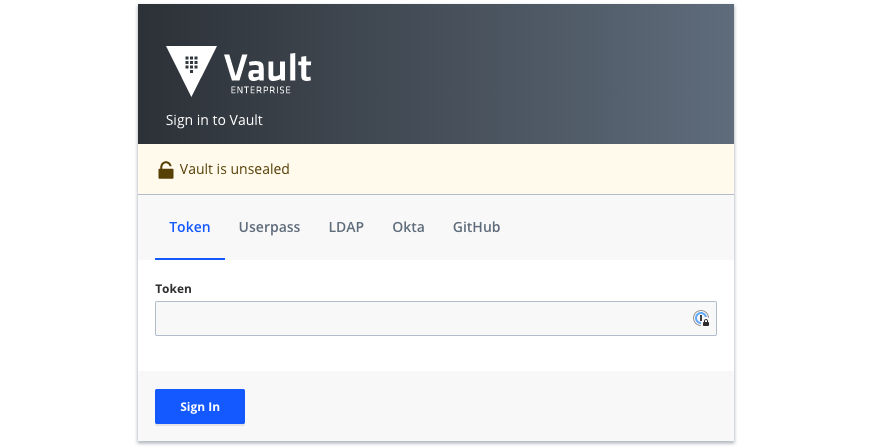 Vault
ENTERPRISE
Sign in to Vault
Vault is unsealed
Token Userpass LDAP Okta GitHub
Token
Sign In